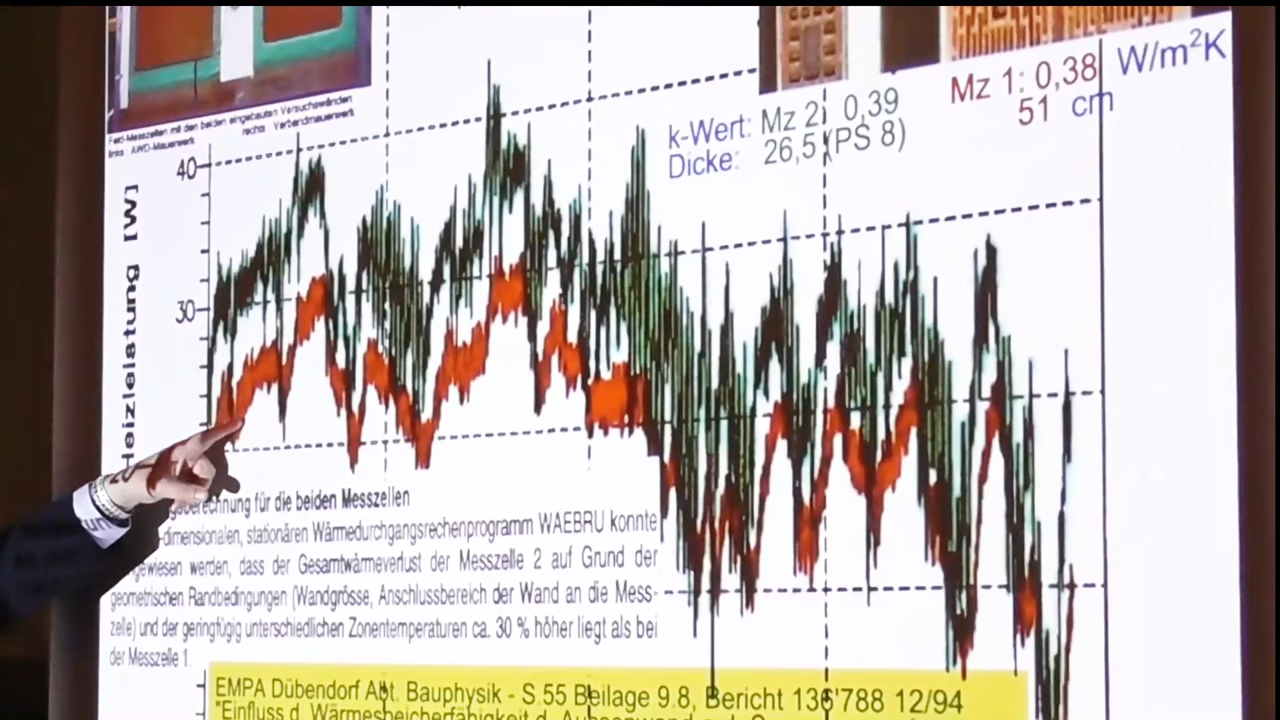 Feld-Messzellen mit den beiden eingebauten Versuchswänden
links : AWD-Mauerwerk rechts : Verbandmauerwerk
k-Wert: Mz 2: 0,39 Mz 1: 0,38 W/m²K
Dicke: 26,5 (PS 8) 51 cm
40
30
Heizleistung [W]
für die beiden Messzellen
-dimensionalen, stationären Wärmedurchgangsrechenprogramm WAEBRU konnte
werden, dass der Gesamtwärmeverlust der Messzelle 2 auf Grund der
geometrischen Randbedingungen (Wandgrösse, Anschlussbereich der Wand an die Mess-
zelle) und der geringfügig unterschiedlichen Zonentemperaturen ca. 30 % höher liegt als bei
der Messzelle 1.
EMPA Dübendorf Abt. Bauphysik - S.55 Beilage 9.8, Bericht 136'788 12/94
"Einfluss d. Wärmespeicherfähigkeit d.